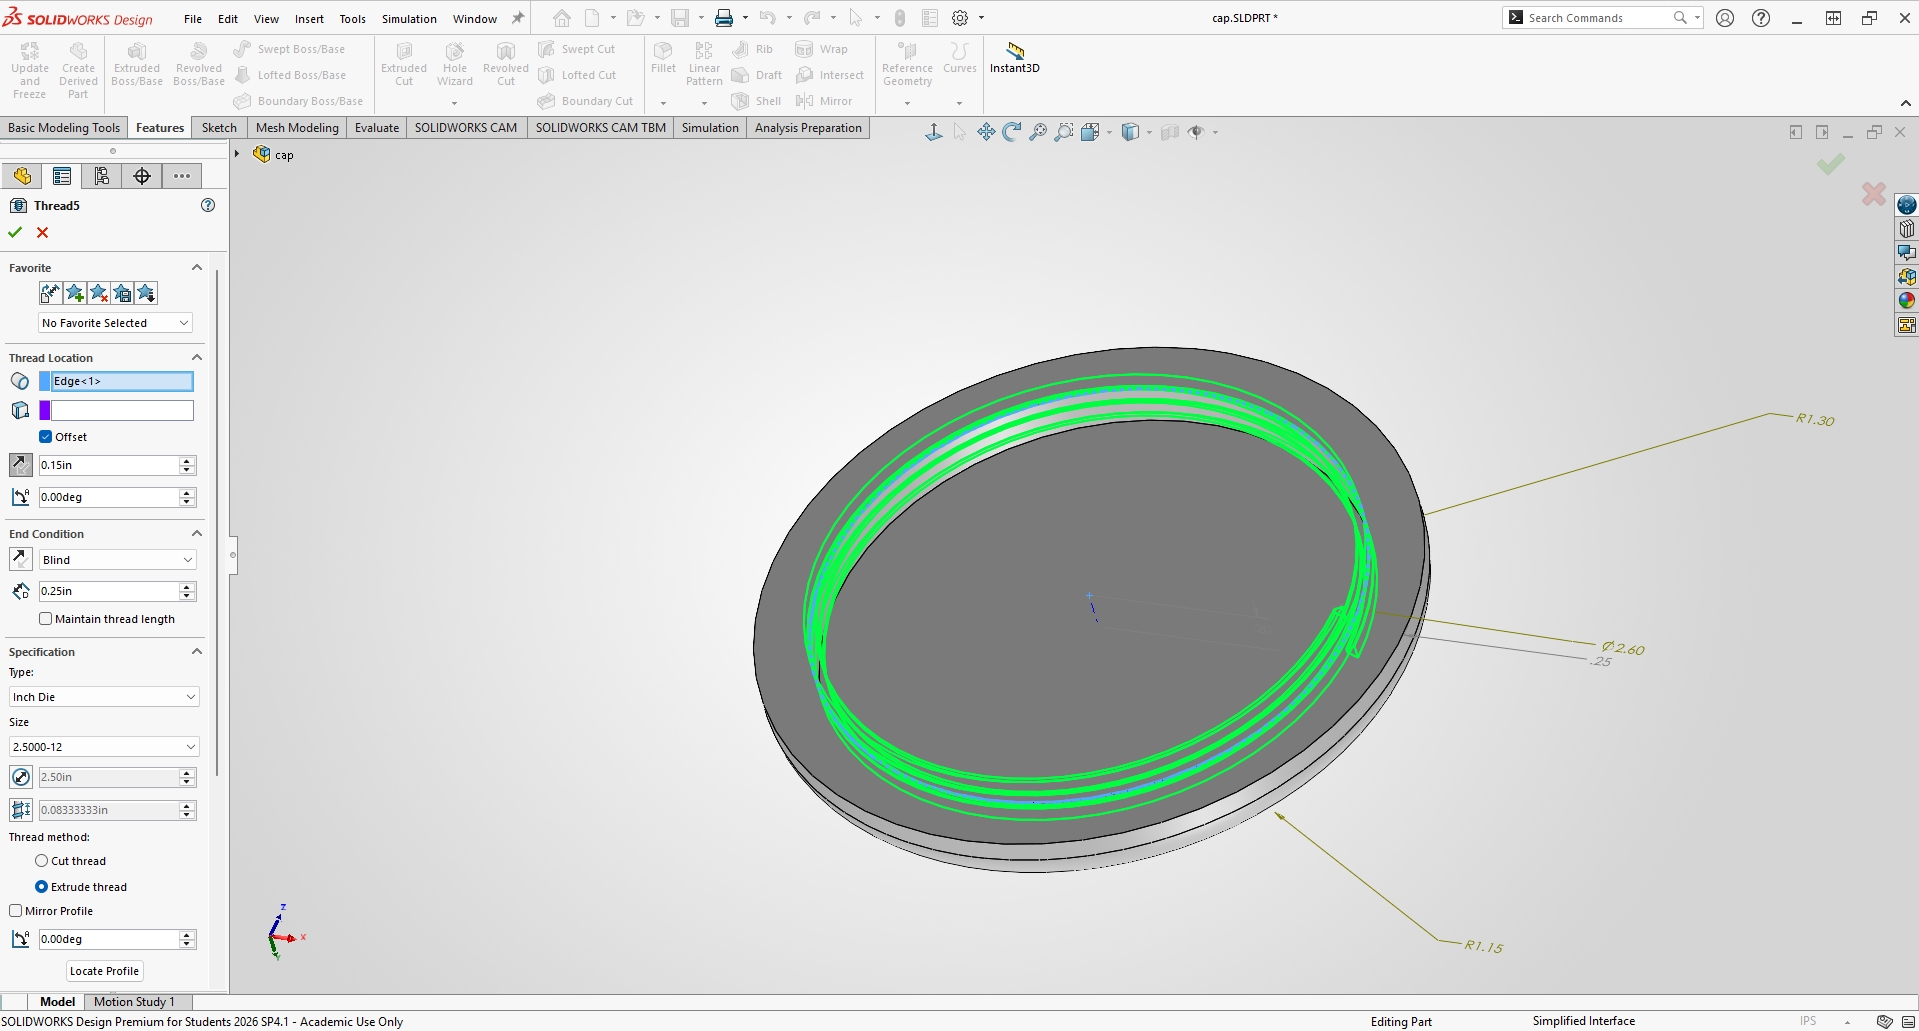 SOLIDWORKS Design File Edit View Insert Tools Simulation Window cap.SLDPRT * Search Commands
Update and Freeze
Create Derived Part
Extruded Boss/Base
Revolved Boss/Base
Swept Boss/Base
Lofted Boss/Base
Boundary Boss/Base
Extruded Cut
Hole Wizard
Revolved Cut
Swept Cut
Lofted Cut
Boundary Cut
Fillet
Linear Pattern
Rib
Draft
Shell
Wrap
Intersect
Mirror
Reference Geometry
Curves
Instant3D
Basic Modeling Tools Features Sketch Mesh Modeling Evaluate SOLIDWORKS CAM SOLIDWORKS CAM TBM Simulation Analysis Preparation
cap
Thread5
Favorite
No Favorite Selected
Thread Location
Edge<1>
Offset
0.15in
0.00deg
End Condition
Blind
0.25in
Maintain thread length
Specification
Type:
Inch Die
Size
2.5000-12
2.50in
0.08333333in
Thread method:
Cut thread
Extrude thread
Mirror Profile
0.00deg
Locate Profile
R1.30
Ø2.60
.25
R1.15
Z
X
Y
Model Motion Study 1
SOLIDWORKS Design Premium for Students 2026 SP4.1 - Academic Use Only Editing Part Simplified Interface IPS